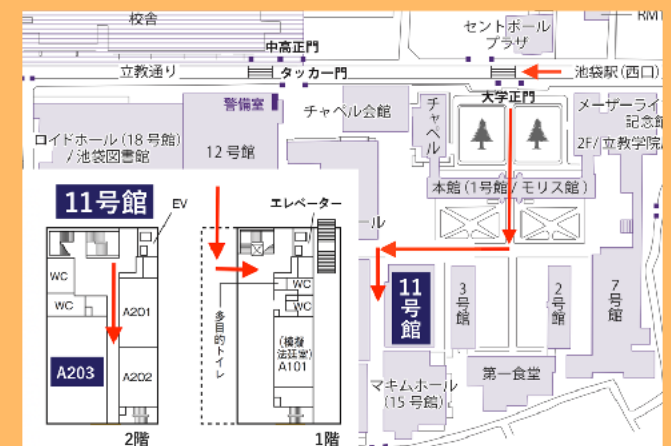 校舎
セントポール
プラザ
RM
中高正門
立教通り
タッカー門
池袋駅(西口)
大学正門
警備室
チャペル会館
チャペル
メーザーライ
記念館
ロイドホール(18号館)
/池袋図書館
12号館
2F/立教学院
本館(1号館/モリス館)
ール
11号館
3号館
2号館
7号館
マキムホール
(15号館)
第一食堂
11号館
EV
エレベーター
WC
WC
A201
A203
A202
2階
WC
WC
多目的トイレ
(模擬
法廷室)
A101
1階